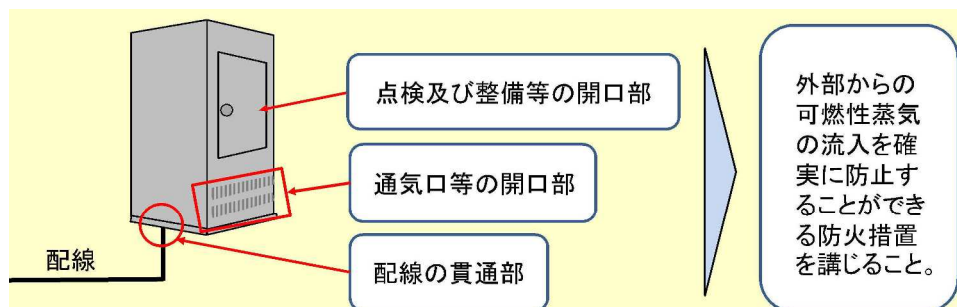 点検及び整備等の開口部
通気口等の開口部
配線の貫通部
配線
外部からの
可燃性蒸気
の流入を確
実に防止す
ることができ
る防火措置
を講じること。